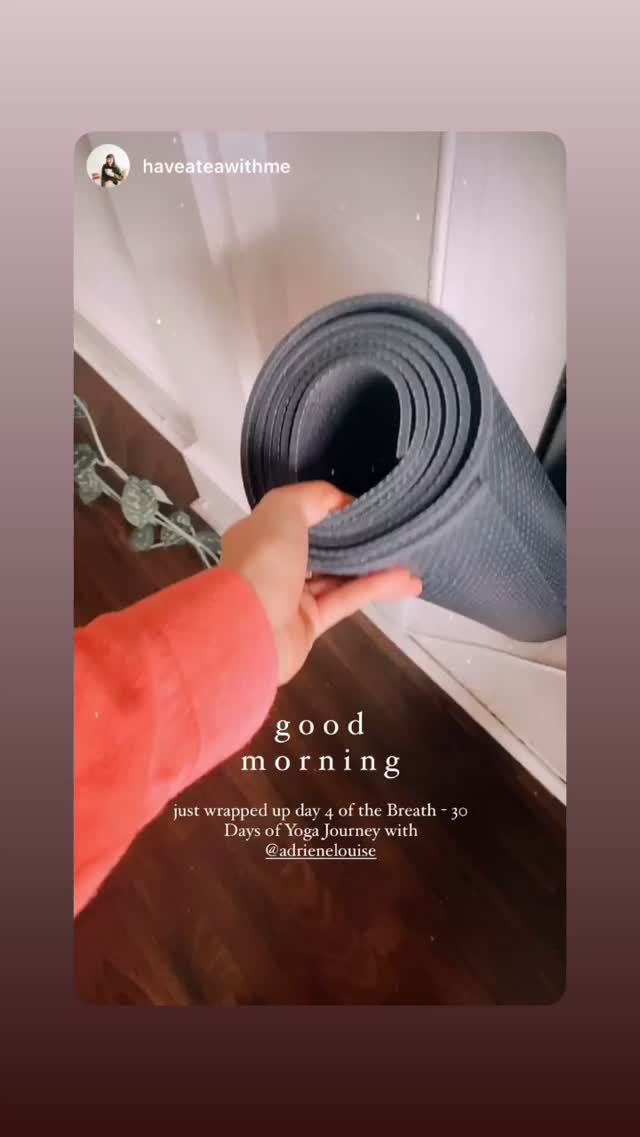 haveateawithme
good
morning
just wrapped up day 4 of the Breath - 30
Days of Yoga Journey with
@adrienelouise